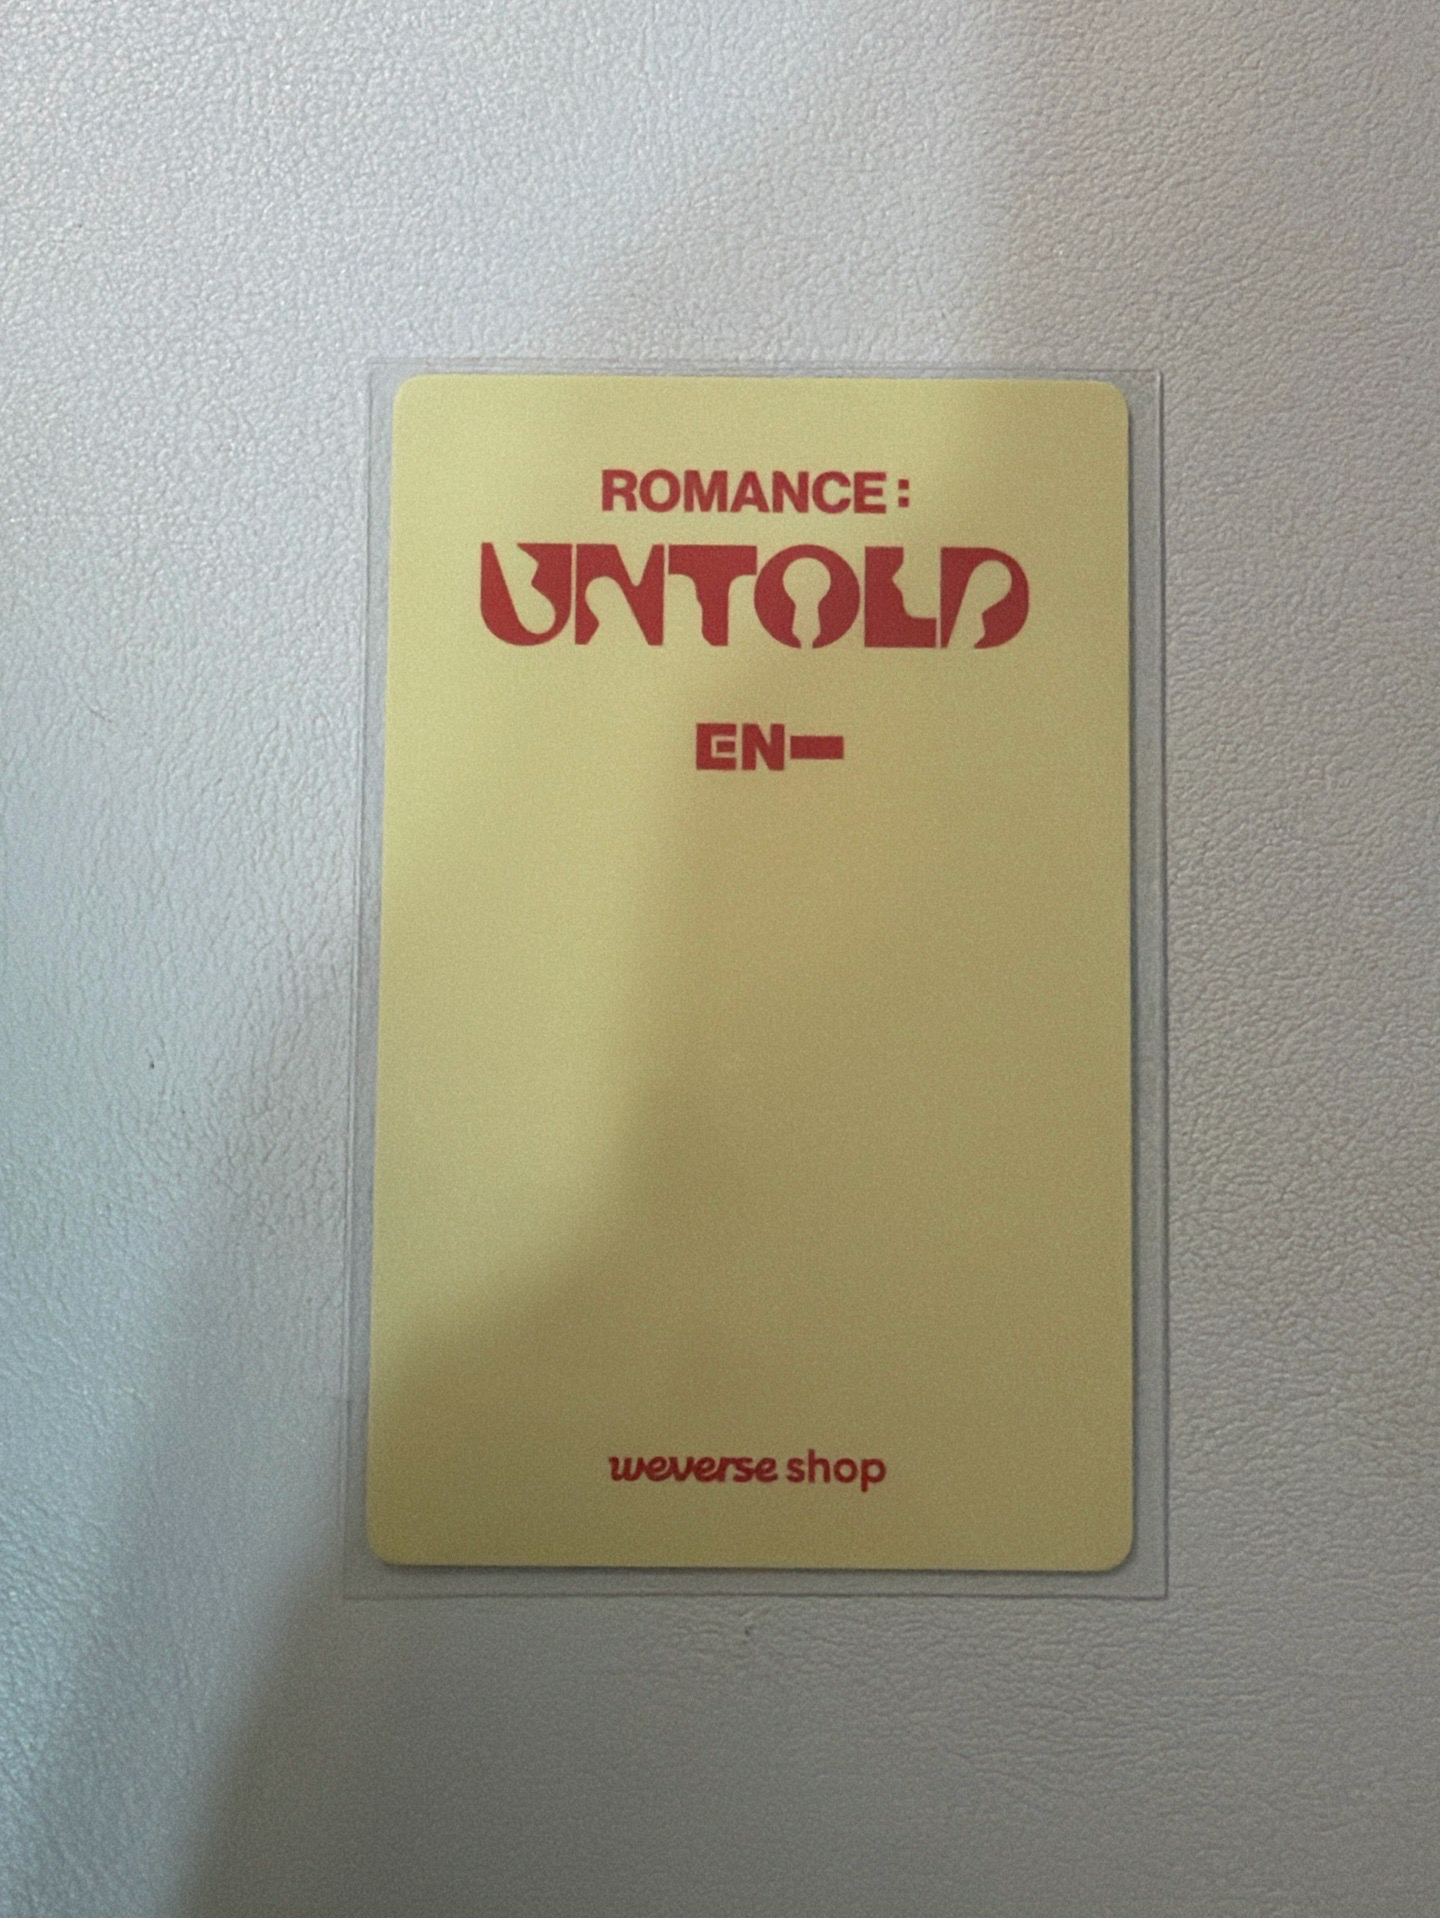 ROMANCE:
UNTOLD
EN-
weverse shop